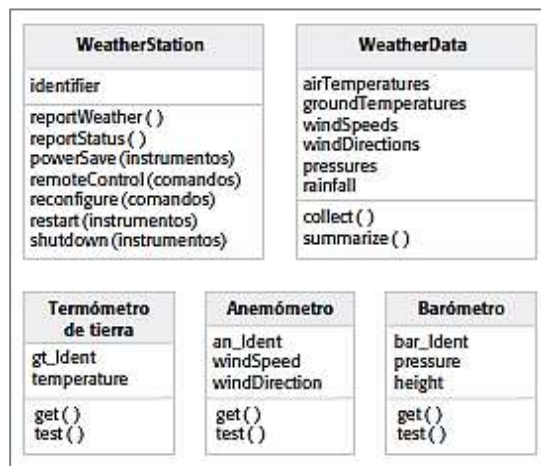 WeatherStation
identifier
reportWeather ( )
reportStatus ( )
powerSave (instrumentos)
remoteControl (comandos)
reconfigure (comandos)
restart (instrumentos)
shutdown (instrumentos)
WeatherData
airTemperatures
groundTemperatures
windSpeeds
windDirections
pressures
rainfall
collect ( )
summarize ( )
Termómetro
de tierra
gt_Ident
temperature
get ( )
test ( )
Anemómetro
an_Ident
windSpeed
windDirection
get ( )
test ( )
Barómetro
bar_Ident
pressure
height
get ( )
test ( )